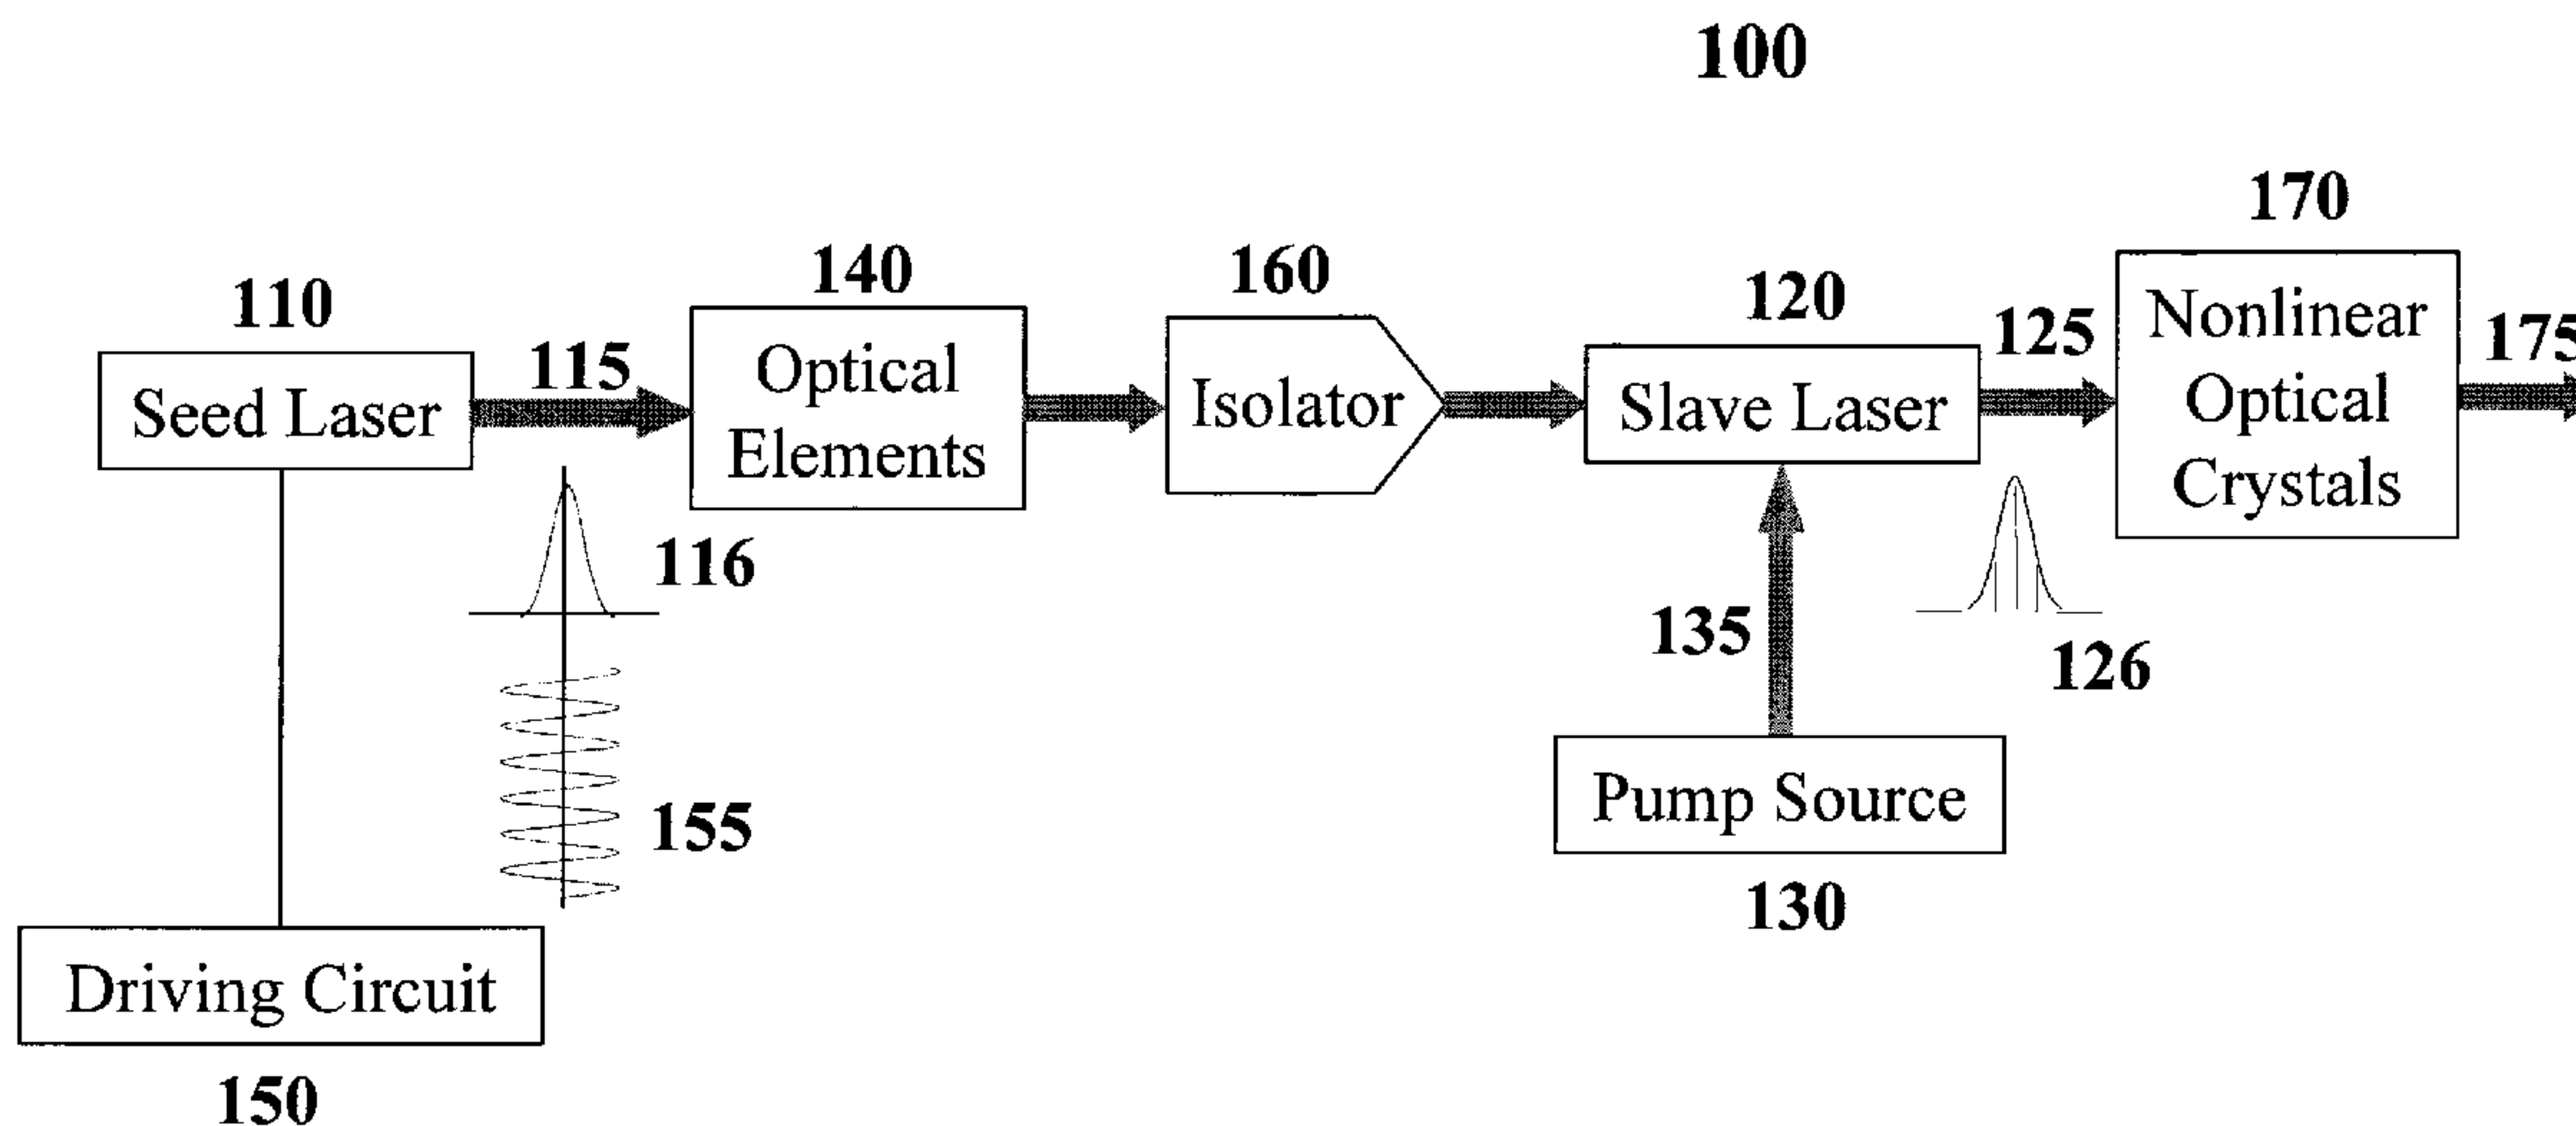 100
170
140
160
110
120
125
175
115
Seed Laser
Optical
Elements
Isolator
Slave Laser
Nonlinear
Optical
Crystals
116
135
126
155
Pump Source
130
Driving Circuit
150